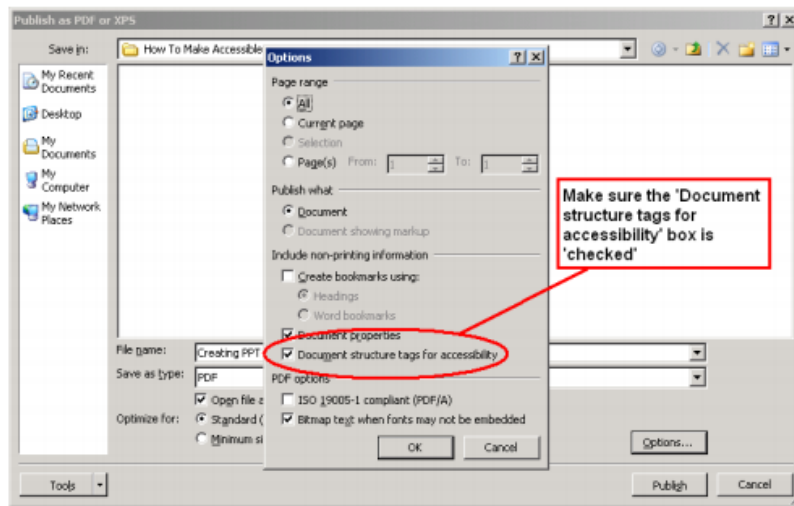 Publish as PDF or XPS
Save in:
How To Make Accessible
My Recent
Documents
Desktop
My
Documents
My
Computer
My Network
Places
Options
Page range
All
Current page
Selection
Page(s) From: 1 To: 1
Publish what
Document
Document showing markup
Include non-printing information
Create bookmarks using:
Headings
Word bookmarks
Document properties
Document structure tags for accessibility
PDF options
ISO 19005-1 compliant (PDF/A)
Bitmap text when fonts may not be embedded
OK Cancel
Make sure the 'Document
structure tags for
accessibility' box is
'checked'
File name: Creating PPT
Save as type: PDF
Open file a
Optimize for: Standard (
Minimum si
Options...
Tools
Publish Cancel